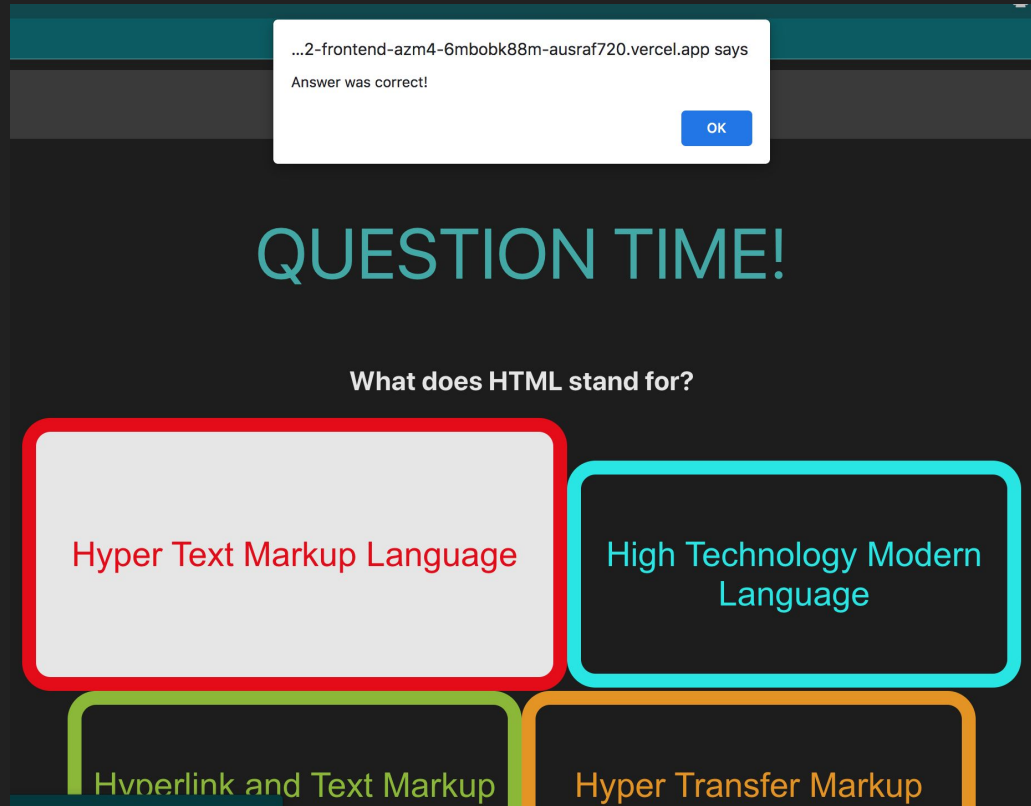 ...2-frontend-azm4-6mbobk88m-ausraf720.vercel.app says
Answer was correct!
OK
QUESTION TIME!
What does HTML stand for?
Hyper Text Markup Language
High Technology Modern
Language
Hyperlink and Text Markup
Hyper Transfer Markup